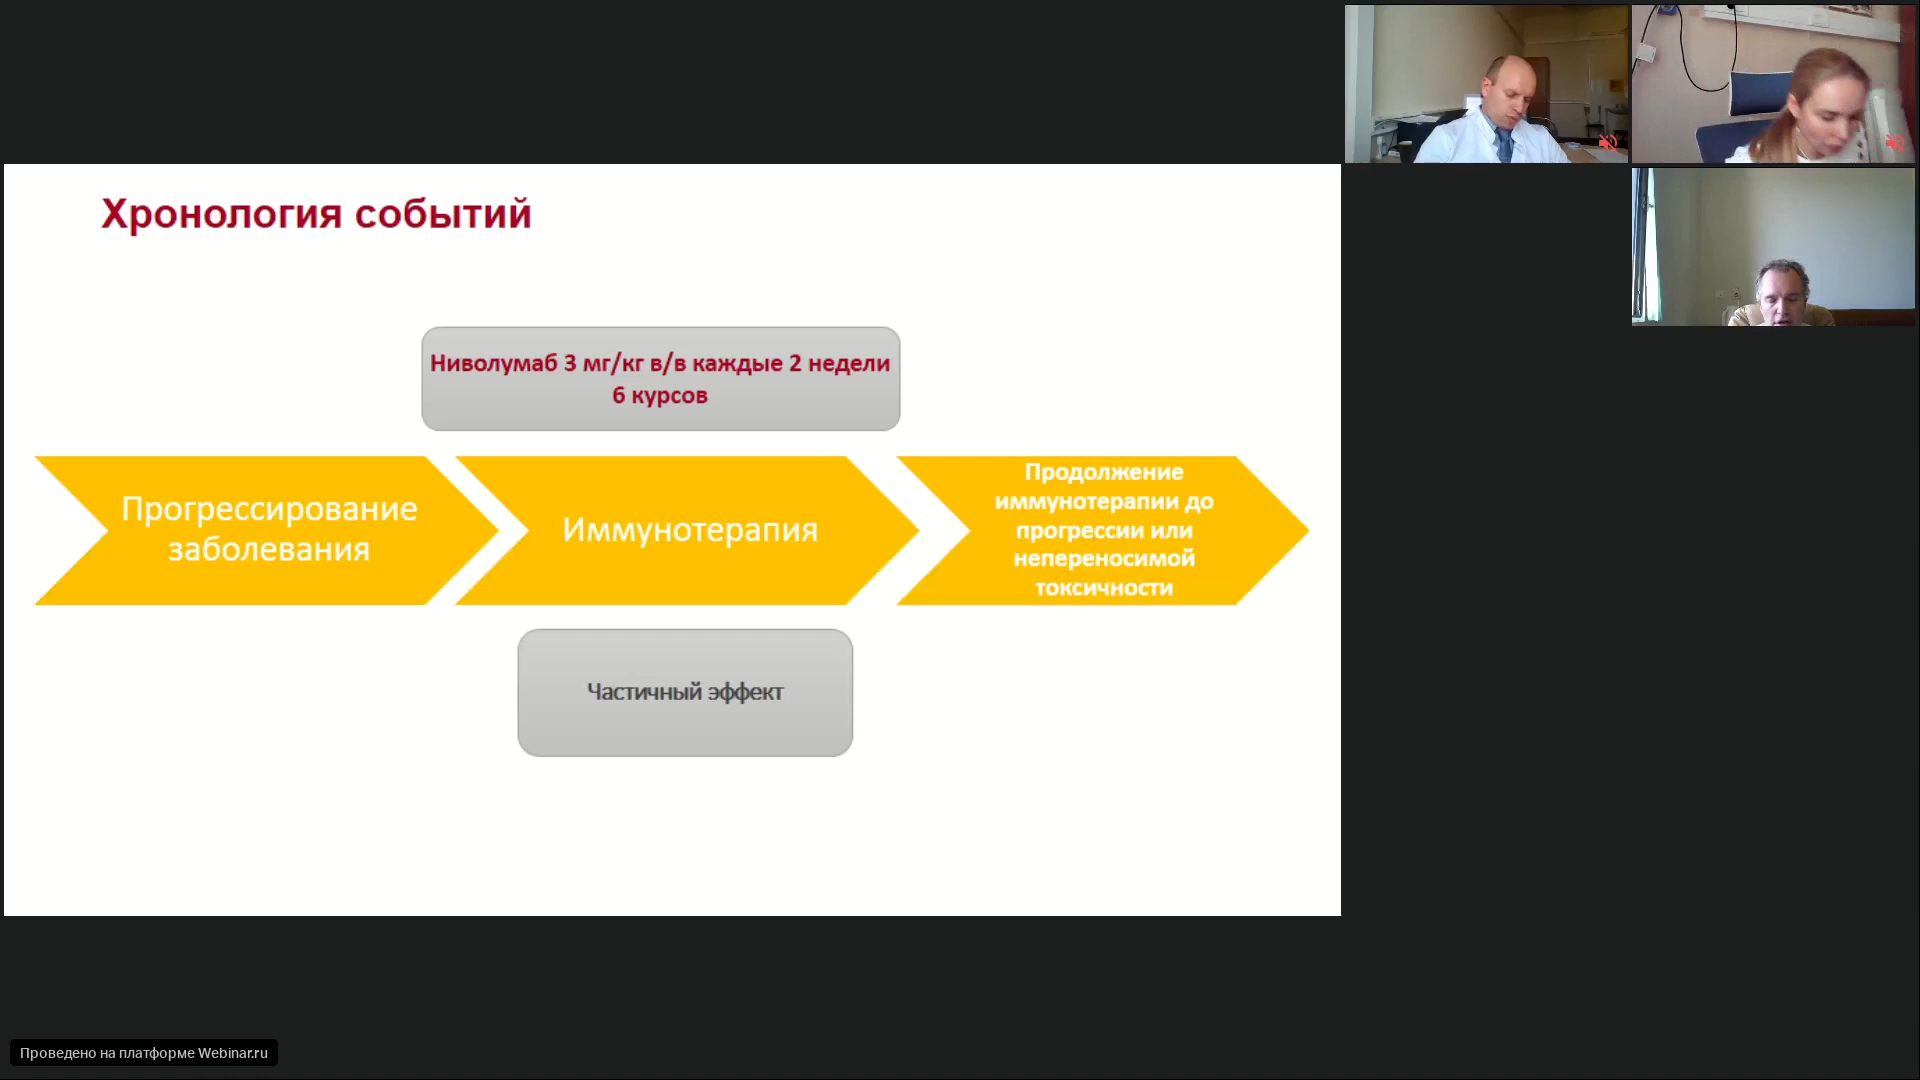 Хронология событий
Ниволумаб 3 мг/кг в/в каждые 2 недели
6 курсов
Прогрессирование
заболевания
Иммунотерапия
Продолжение
иммунотерапии до
прогрессии или
непереносимой
токсичности
Частичный эффект
Проведено на платформе Webinar.ru